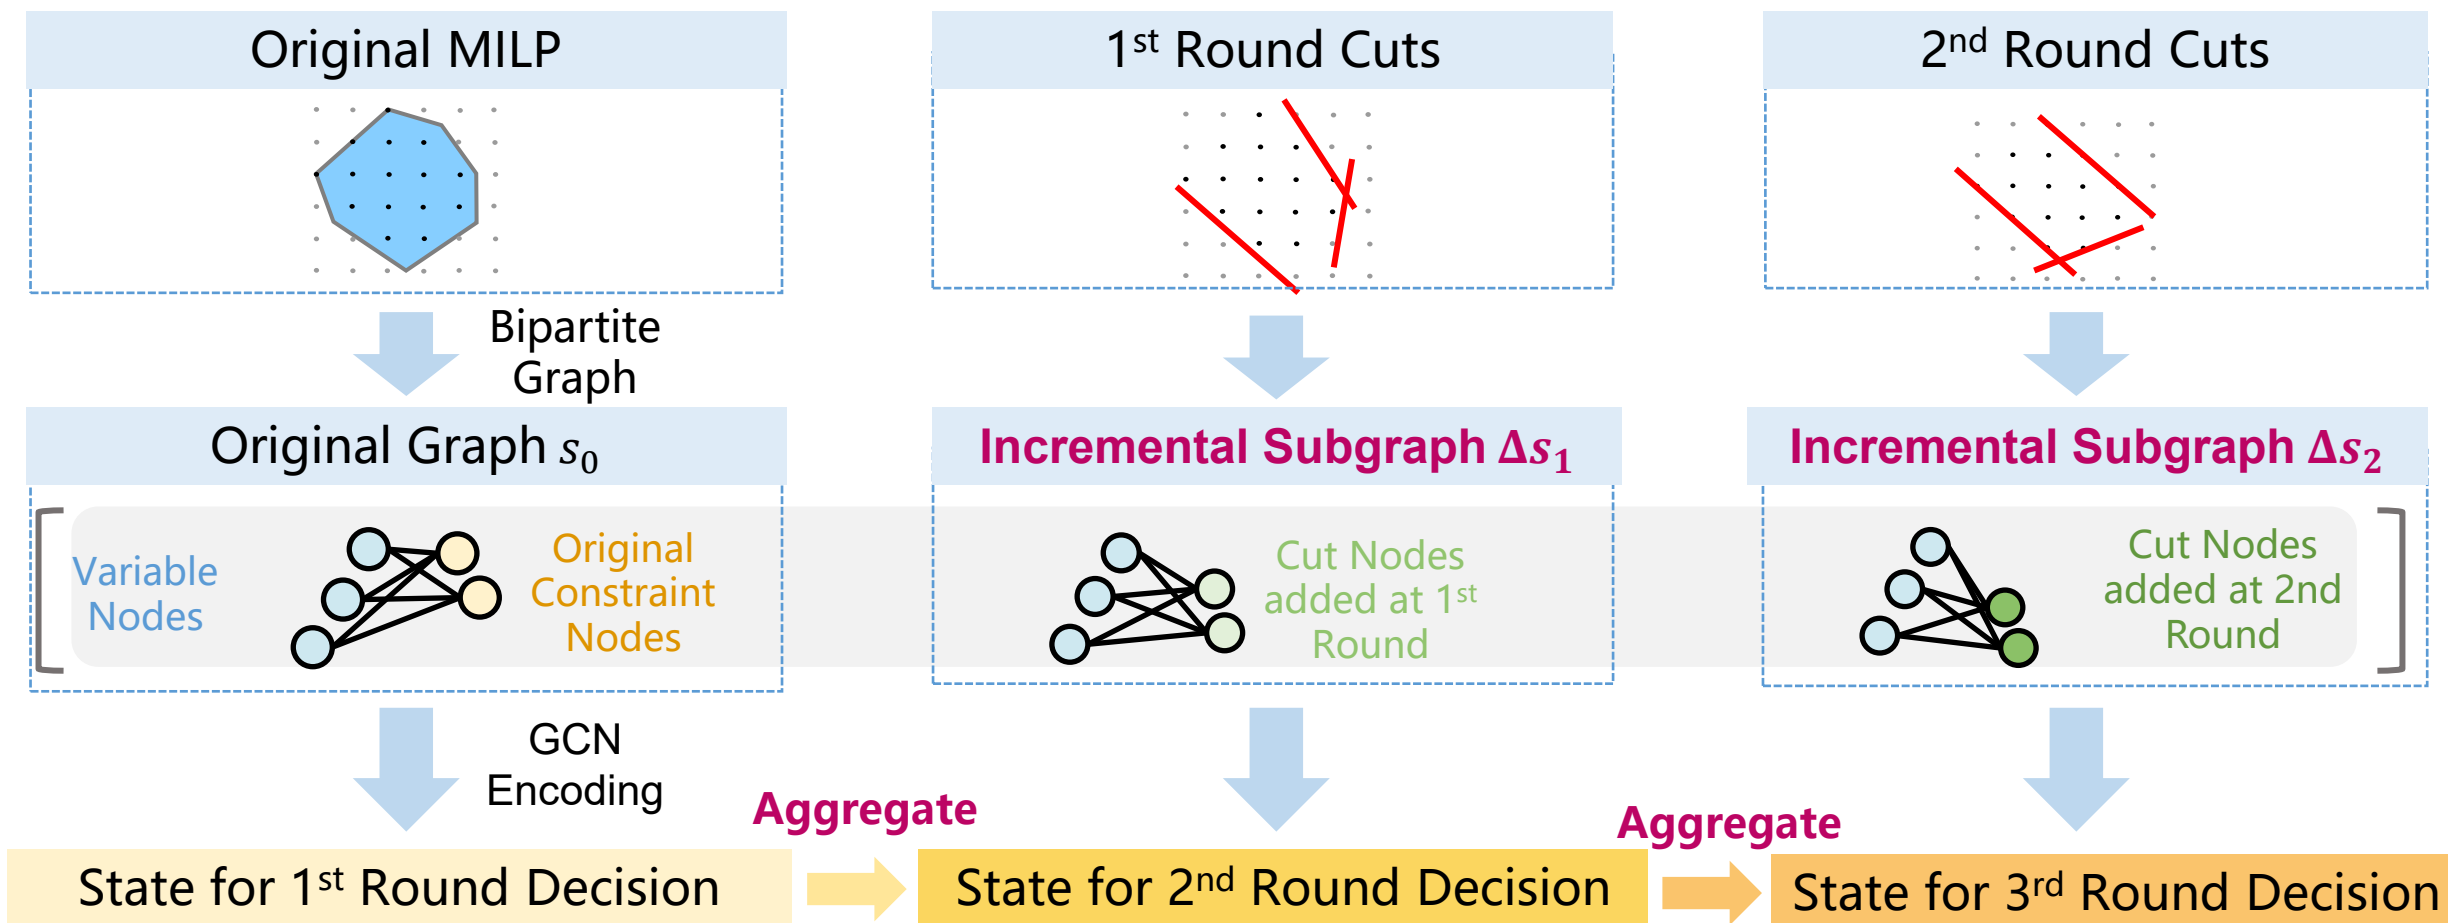 Original MILP
1st Round Cuts
2nd Round Cuts
Bipartite
Graph
Original Graph s0
Incremental Subgraph Δs1
Incremental Subgraph Δs2
Variable
Nodes
Original
Constraint
Nodes
Cut Nodes
added at 1st
Round
Cut Nodes
added at 2nd
Round
GCN
Encoding
Aggregate
Aggregate
State for 1st Round Decision
State for 2nd Round Decision
State for 3rd Round Decision